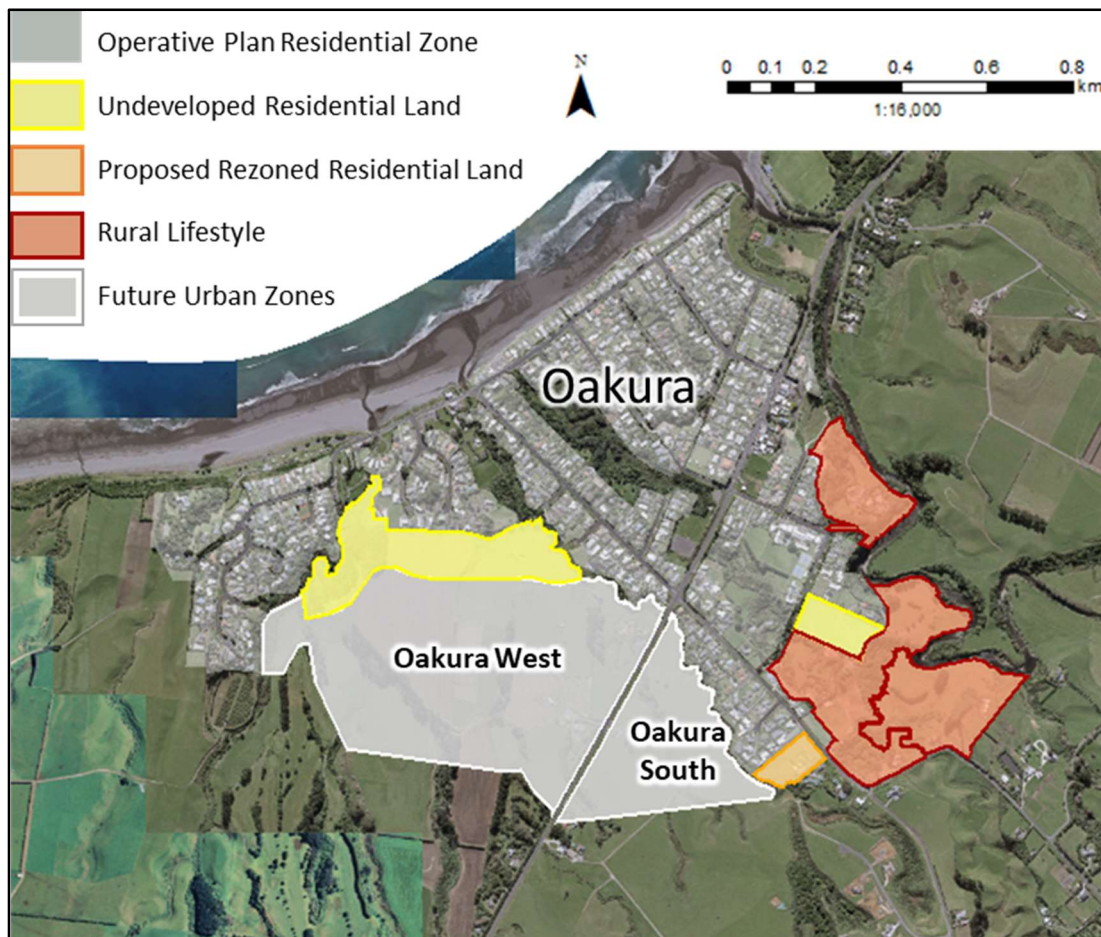 Operative Plan Residential Zone
Undeveloped Residential Land
Proposed Rezoned Residential Land
Rural Lifestyle
Future Urban Zones
N
0 0.1 0.2 0.4 0.6 0.8
km
1:16,000
Oakura
Oakura West
Oakura
South